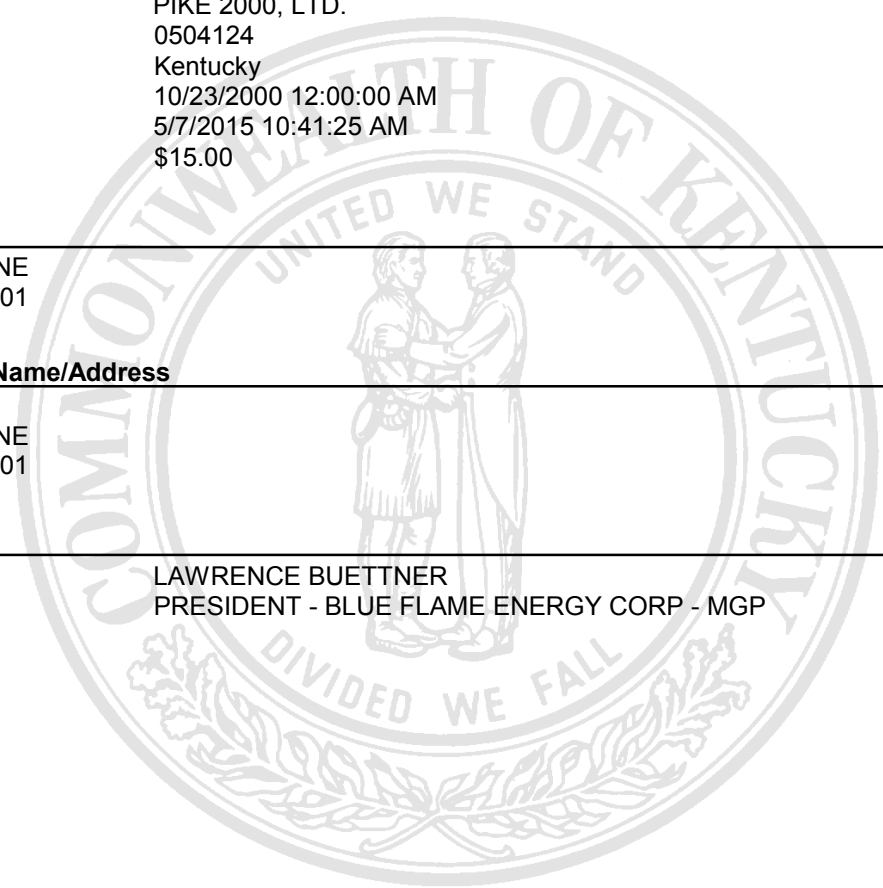 PIKE 2000, LTD.
0504124
Kentucky
10/23/2000 12:00:00 AM
5/7/2015 10:41:25 AM
$15.00
COMMONWEALTH OF KENTUCKY
UNITED WE STAND
NE
01
Name/Address
NE
01
LAWRENCE BUETTNER
PRESIDENT - BLUE FLAME ENERGY CORP - MGP
DIVIDED WE FALL